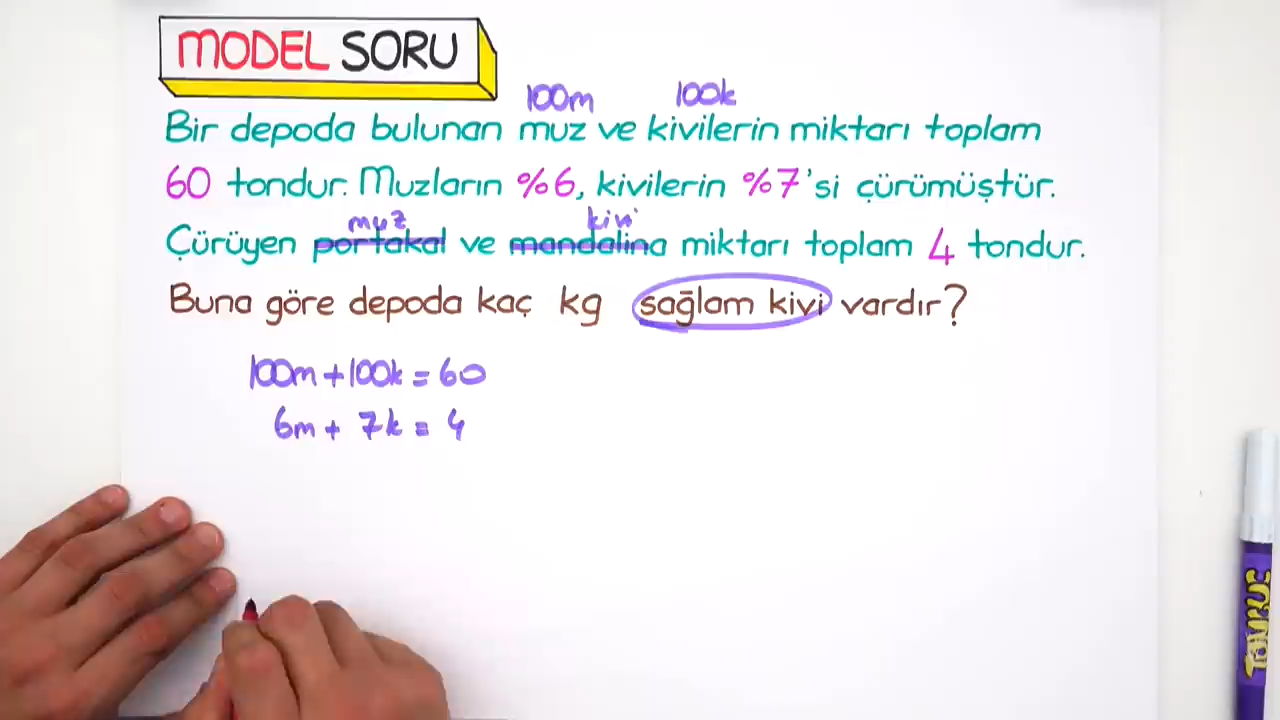 MODEL SORU
100m 100k
Bir depoda bulunan muz ve kivilerin miktarı toplam
60 tondur. Muzların %6, kivilerin %7'si çürümüştür.
muz kivi
Çürüyen portakal ve mandalina miktarı toplam 4 tondur.
Buna göre depoda kaç kg sağlam kivi vardır?
100m + 100k = 60
6m + 7k = 4
TAMGUÇ